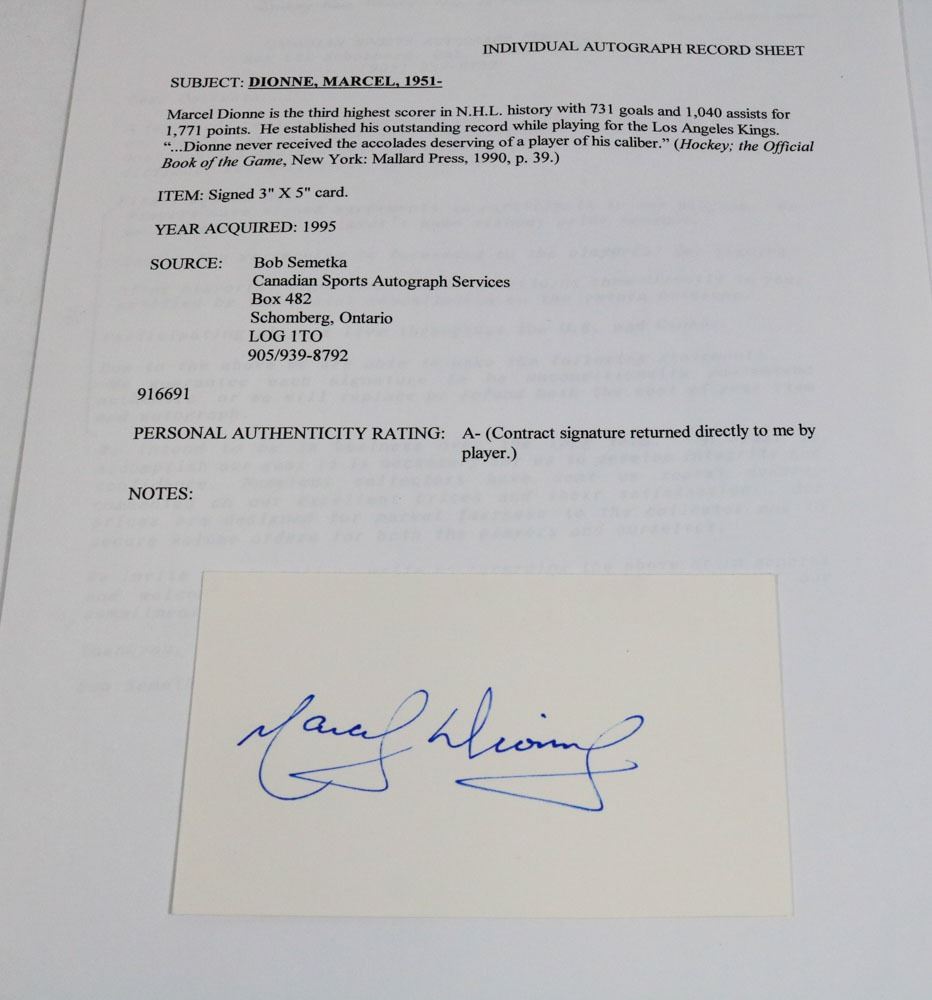 INDIVIDUAL AUTOGRAPH RECORD SHEET
SUBJECT: DIONNE, MARCEL, 1951-
Marcel Dionne is the third highest scorer in N.H.L. history with 731 goals and 1,040 assists for
1,771 points. He established his outstanding record while playing for the Los Angeles Kings.
“...Dionne never received the accolades deserving of a player of his caliber.” (Hockey; the Official
Book of the Game, New York: Mallard Press, 1990, p. 39.)
ITEM: Signed 3" X 5" card.
YEAR ACQUIRED: 1995
SOURCE: Bob Semetka
Canadian Sports Autograph Services
Box 482
Schomberg, Ontario
LOG 1TO
905/939-8792
916691
PERSONAL AUTHENTICITY RATING: A- (Contract signature returned directly to me by
player.)
NOTES:
Marcel Dionne